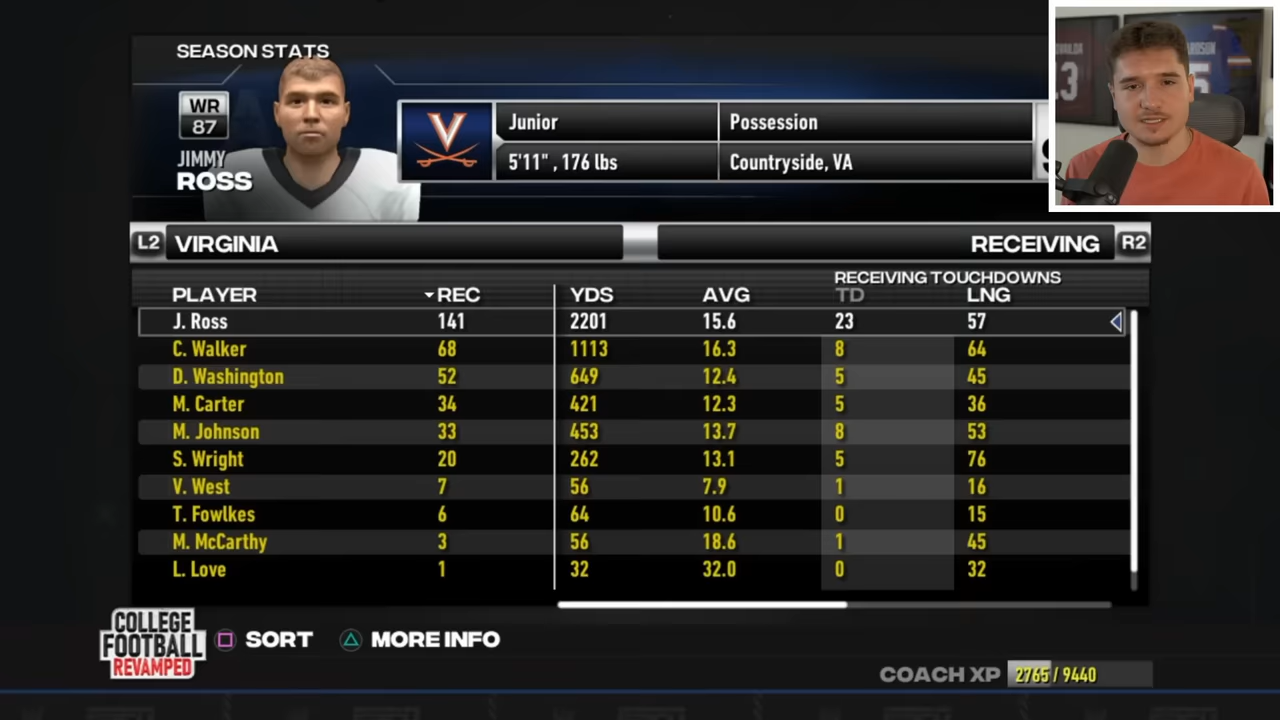 SEASON STATS
WR
87
JIMMY
ROSS
Junior
Possession
5'11" , 176 lbs
Countryside, VA
L2 VIRGINIA
RECEIVING R2
RECEIVING TOUCHDOWNS
PLAYER REC YDS AVG TD LNG
J. Ross 141 2201 15.6 23 57
C. Walker 68 1113 16.3 8 64
D. Washington 52 649 12.4 5 45
M. Carter 34 421 12.3 5 36
M. Johnson 33 453 13.7 8 53
S. Wright 20 262 13.1 5 76
V. West 7 56 7.9 1 16
T. Fowlkes 6 64 10.6 0 15
M. McCarthy 3 56 18.6 1 45
L. Love 1 32 32.0 0 32
COLLEGE
FOOTBALL
REVAMPED
SORT
MORE INFO
COACH XP 2765 / 9440